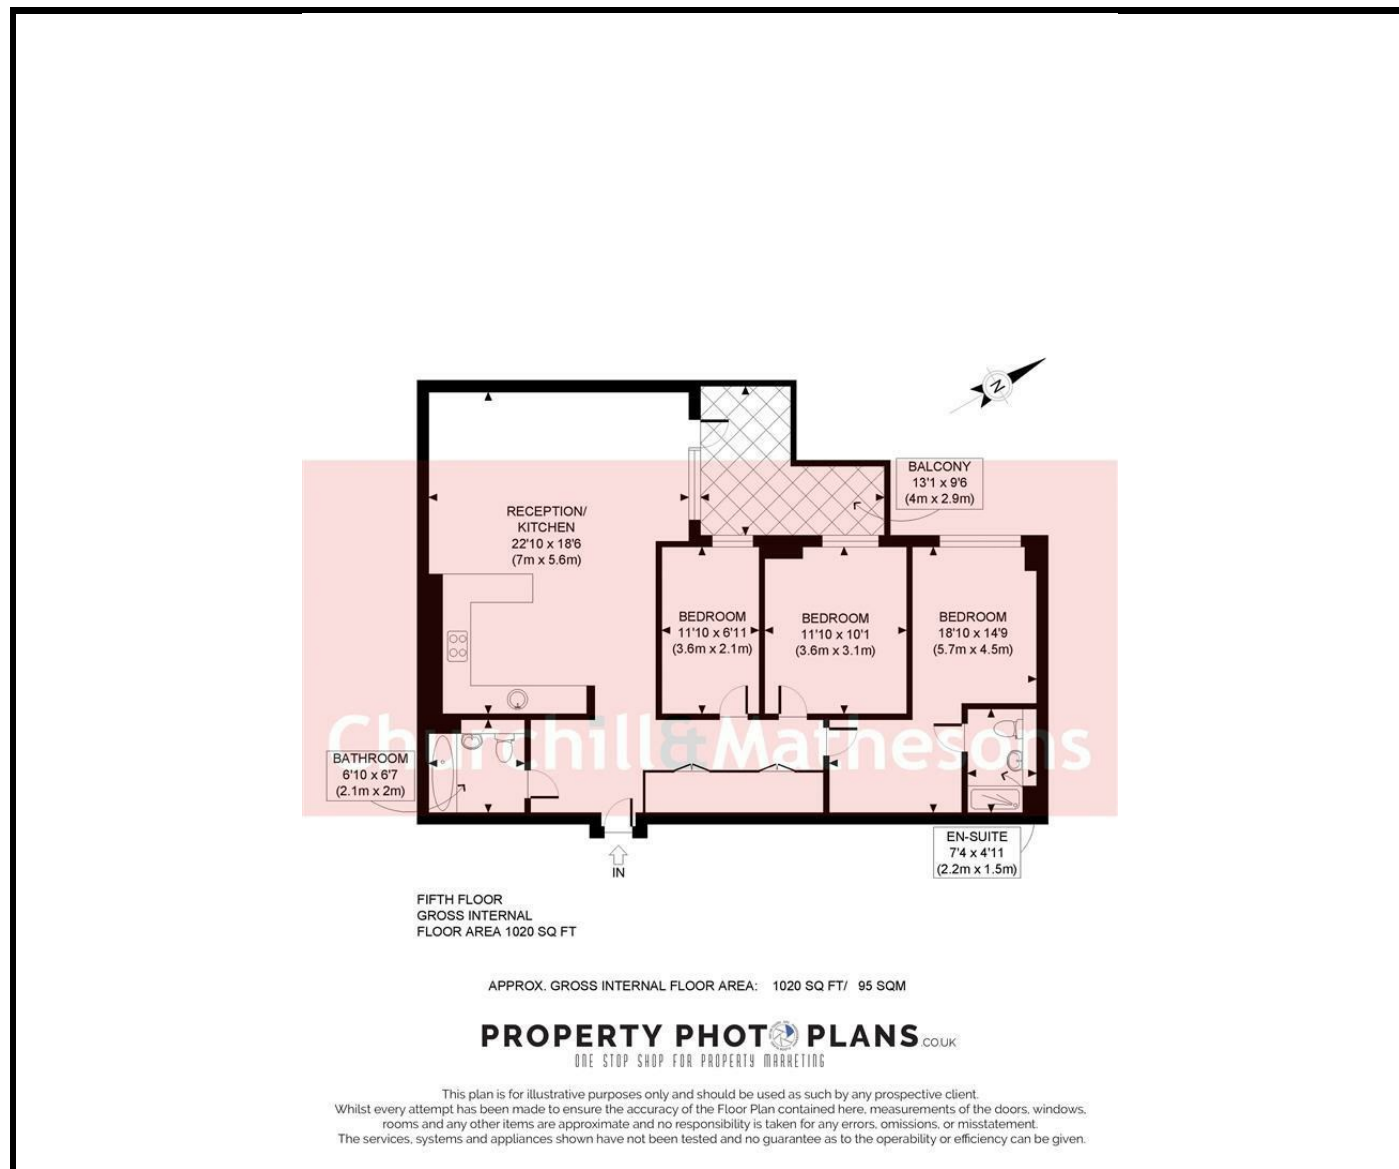 N
BALCONY
13'1 x 9'6
(4m x 2.9m)
RECEPTION/
KITCHEN
22'10 x 18'6
(7m x 5.6m)
BEDROOM
11'10 x 6'11
(3.6m x 2.1m)
BEDROOM
11'10 x 10'1
(3.6m x 3.1m)
BEDROOM
18'10 x 14'9
(5.7m x 4.5m)
Churchill&Mathesons
BATHROOM
6'10 x 6'7
(2.1m x 2m)
EN-SUITE
7'4 x 4'11
(2.2m x 1.5m)
IN
FIFTH FLOOR
GROSS INTERNAL
FLOOR AREA 1020 SQ FT
APPROX. GROSS INTERNAL FLOOR AREA: 1020 SQ FT/ 95 SQM
PROPERTY PHOTO PLANS.CO.UK
ONE STOP SHOP FOR PROPERTY MARKETING
This plan is for illustrative purposes only and should be used as such by any prospective client.
Whilst every attempt has been made to ensure the accuracy of the Floor Plan contained here, measurements of the doors, windows,
rooms and any other items are approximate and no responsibility is taken for any errors, omissions, or misstatement.
The services, systems and appliances shown have not been tested and no guarantee as to the operability or efficiency can be given.